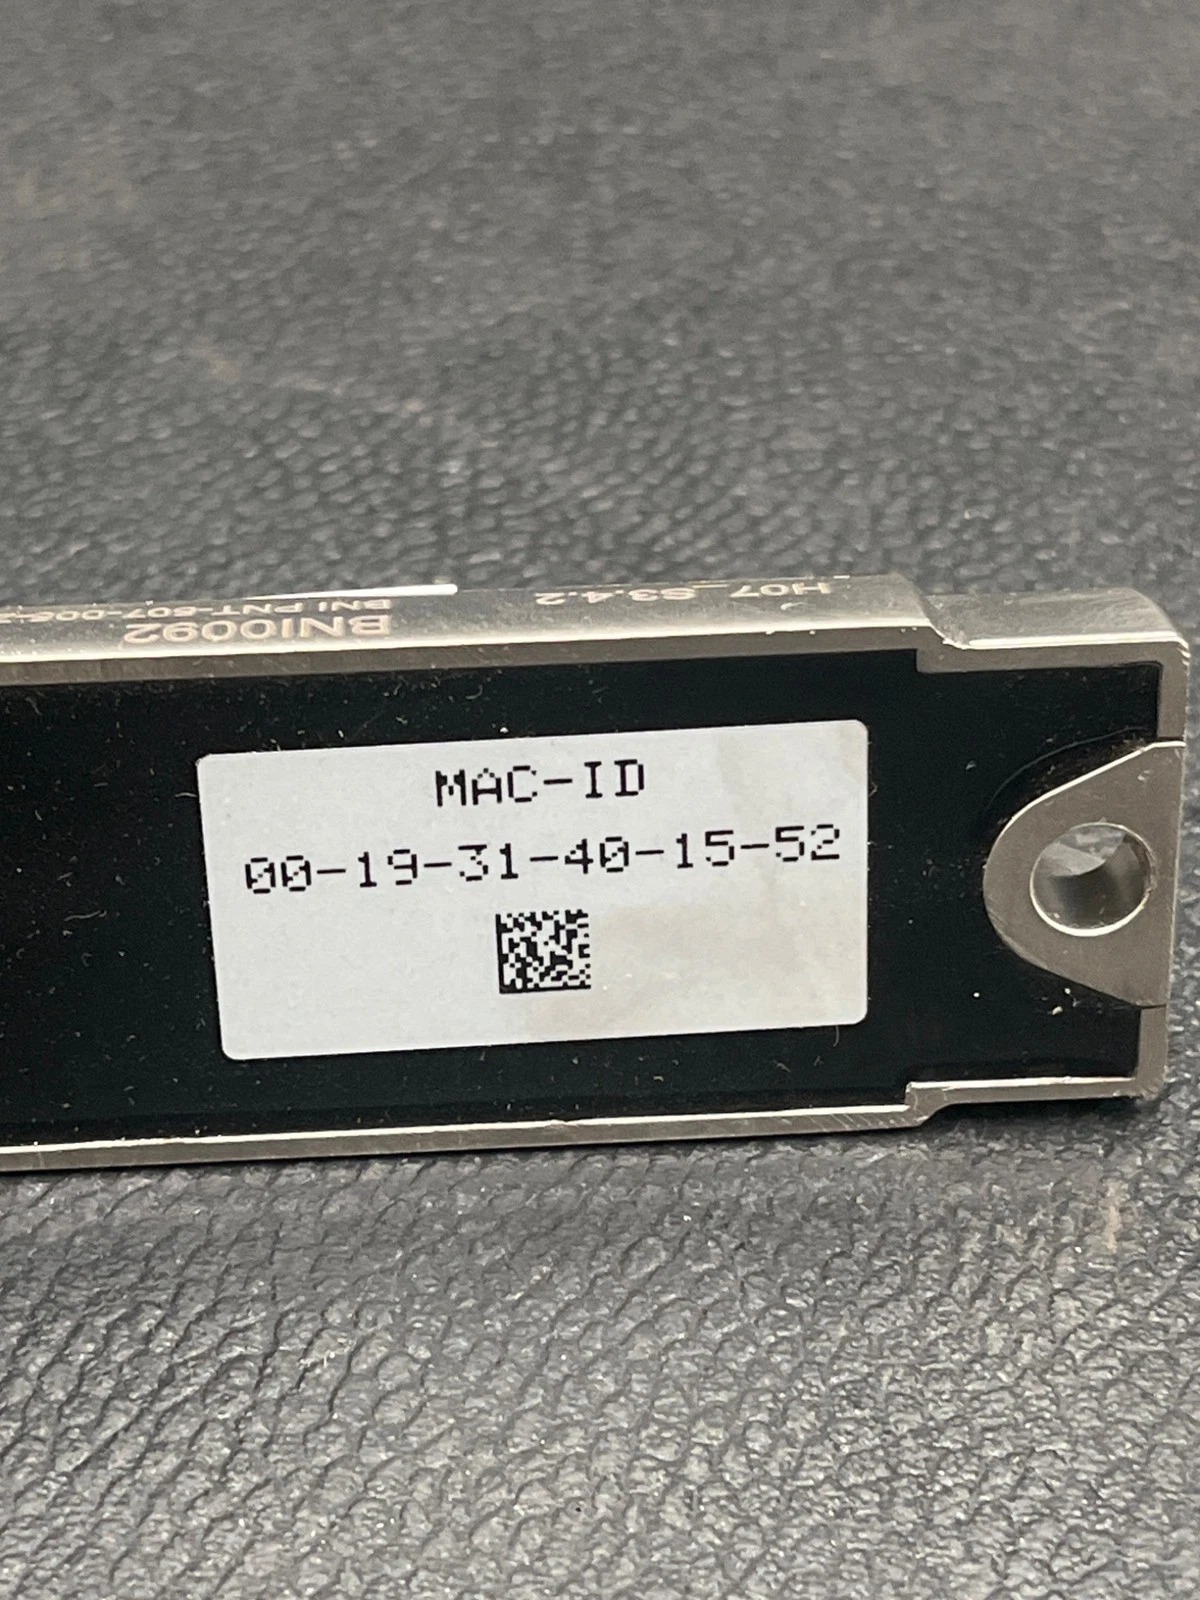 BNI0092
H07_S3.4.2
MAC-ID
00-19-31-40-15-52